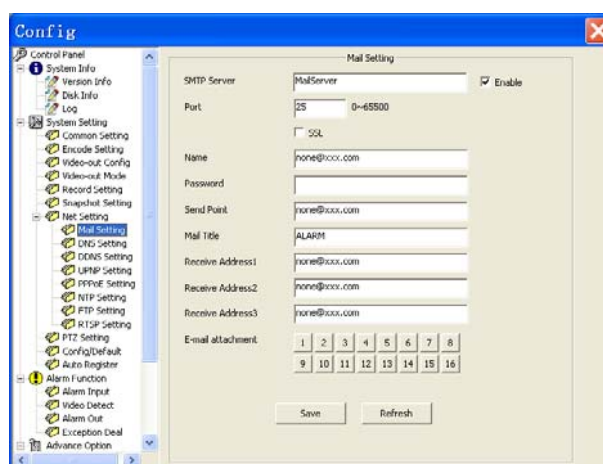 Config
Control Panel
System Info
Version Info
Disk Info
Log
System Setting
Common Setting
Encode Setting
Video-out Config
Video-out Mode
Record Setting
Snapshot Setting
Net Setting
Mail Setting
DNS Setting
DDNS Setting
UPNP Setting
PPPoE Setting
NTP Setting
FTP Setting
RTSP Setting
PTZ Setting
Config/Default
Auto Register
Alarm Function
Alarm Input
Video Detect
Alarm Out
Exception Deal
Advance Option
Mail Setting
SMTP Server MailServer Enable
Port 25 0~65500
SSL
Name none@xxx.com
Password
Send Point none@xxx.com
Mail Title ALARM
Receive Address1 none@xxx.com
Receive Address2 none@xxx.com
Receive Address3 none@xxx.com
E-mail attachment 1 2 3 4 5 6 7 8
9 10 11 12 13 14 15 16
Save Refresh